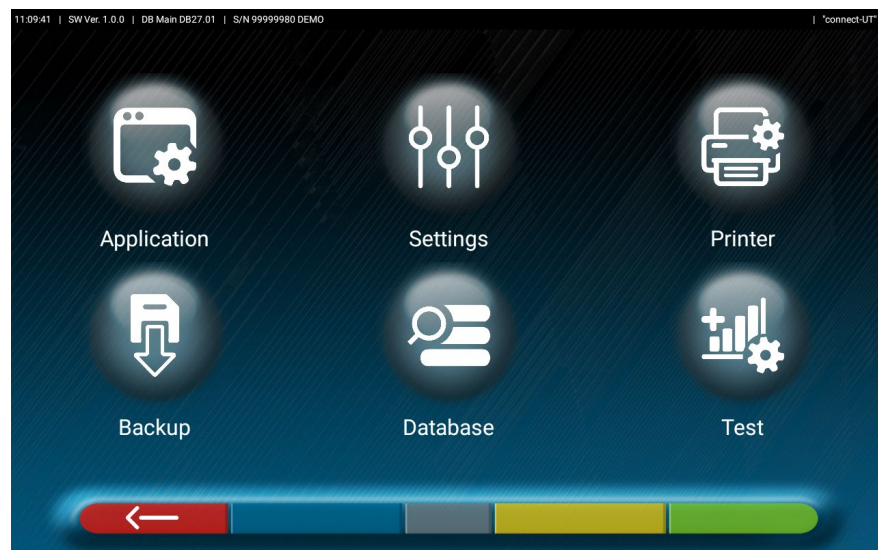 11:09:41 | SW Ver. 1.0.0 | DB Main DB27.01 | S/N 99999980 DEMO | "connect-UT"
Application Settings Printer
Backup Database Test